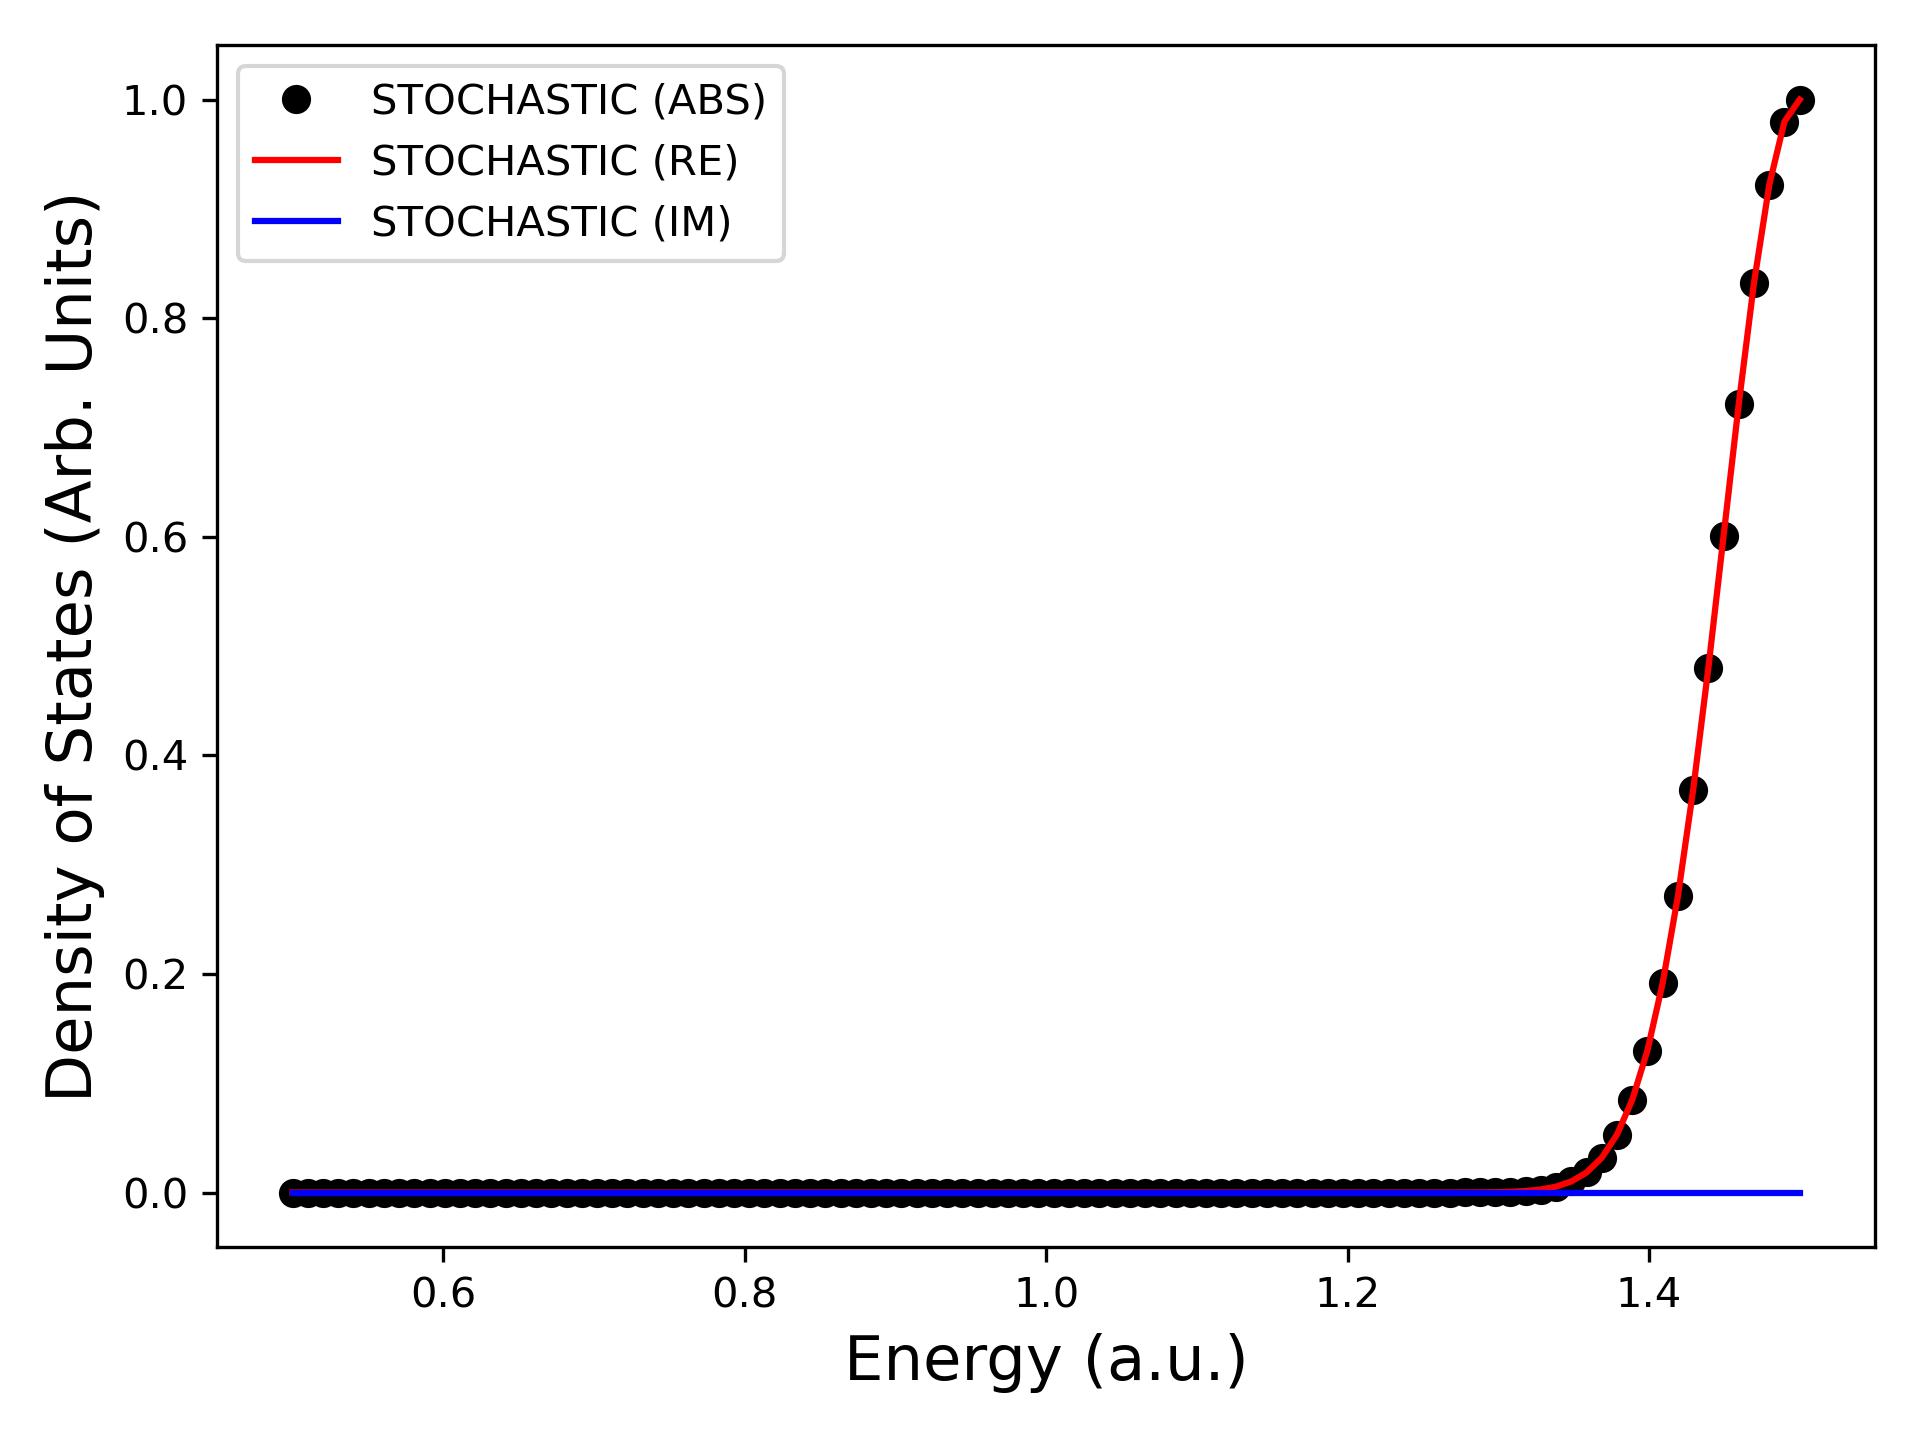 STOCHASTIC (ABS)
STOCHASTIC (RE)
STOCHASTIC (IM)
Density of States (Arb. Units)
1.0
0.8
0.6
0.4
0.2
0.0
0.6
0.8
1.0
1.2
1.4
Energy (a.u.)